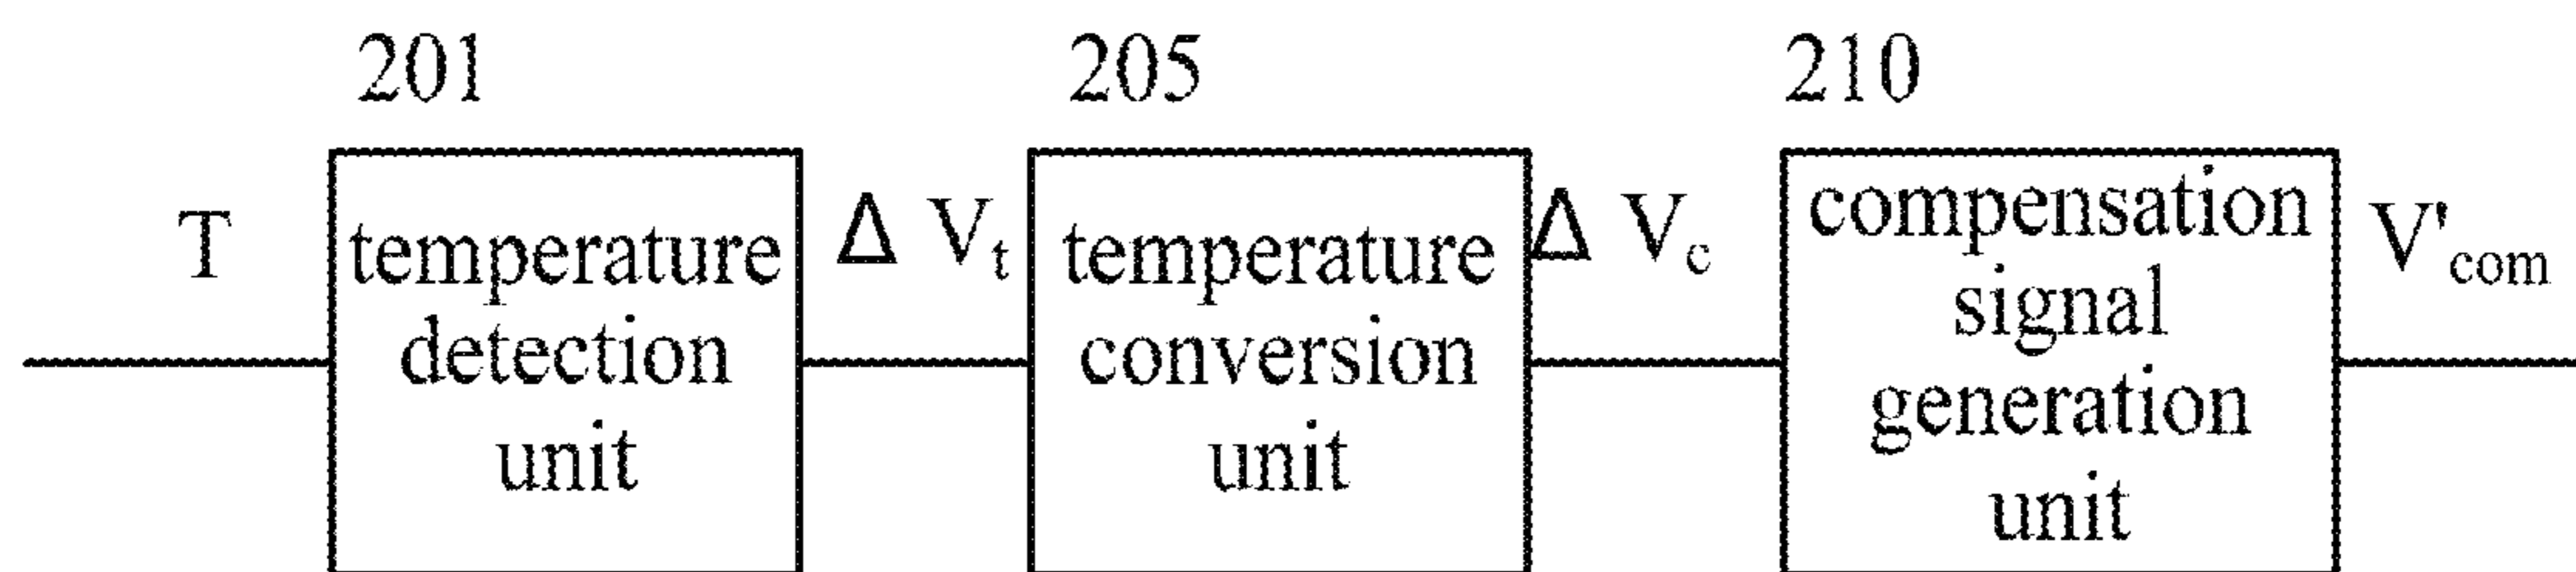 201
205
210
T
temperature
detection
unit
Δ Vt
temperature
conversion
unit
Δ Vc
compensation
signal
generation
unit
V'com